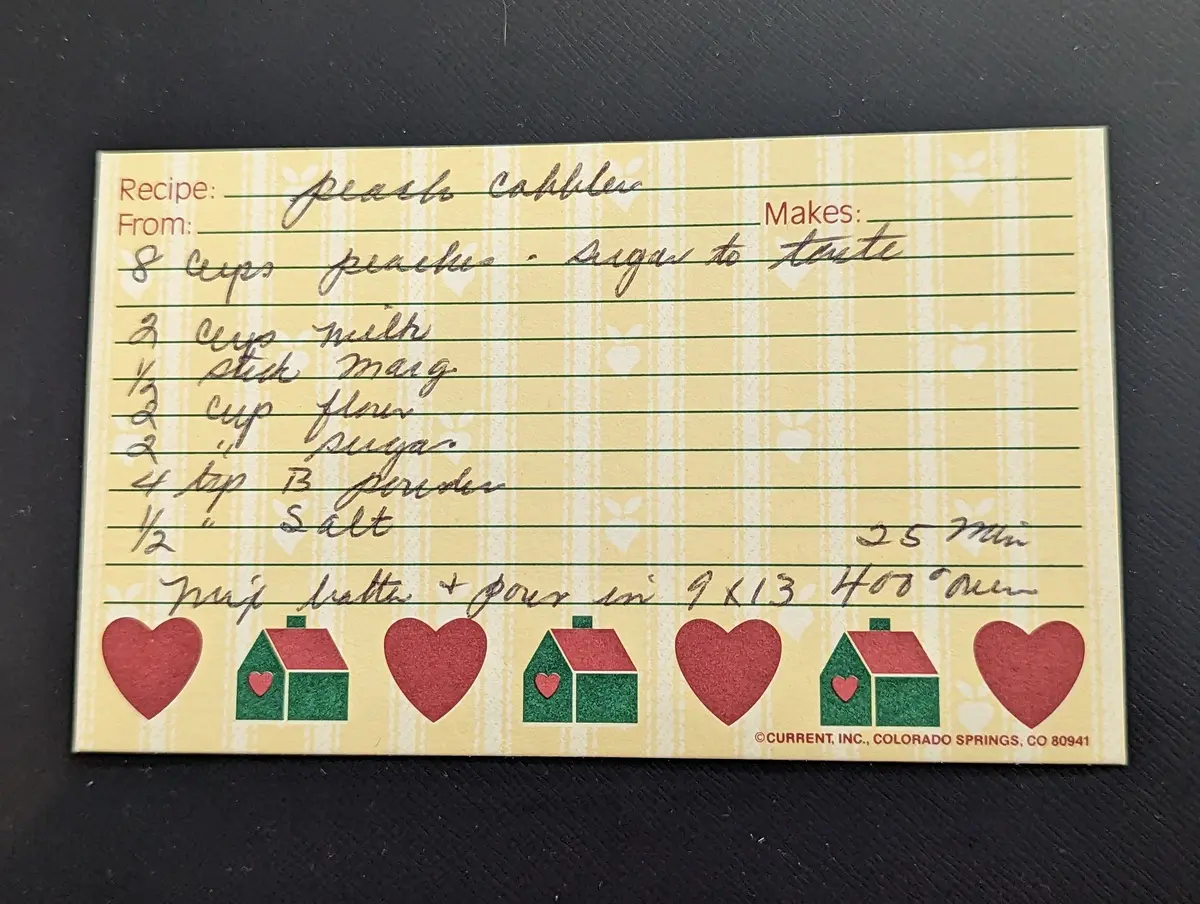 Recipe: peach cobbler
From: Makes:
8 cups peaches - sugar to taste
2 cups milk
1/2 stick marg
2 cup flour
2 " sugar
4 tsp B powder
1/2 " Salt
25 Min
Mix batter + pour in 9x13 400° oven
©CURRENT, INC., COLORADO SPRINGS, CO 80941